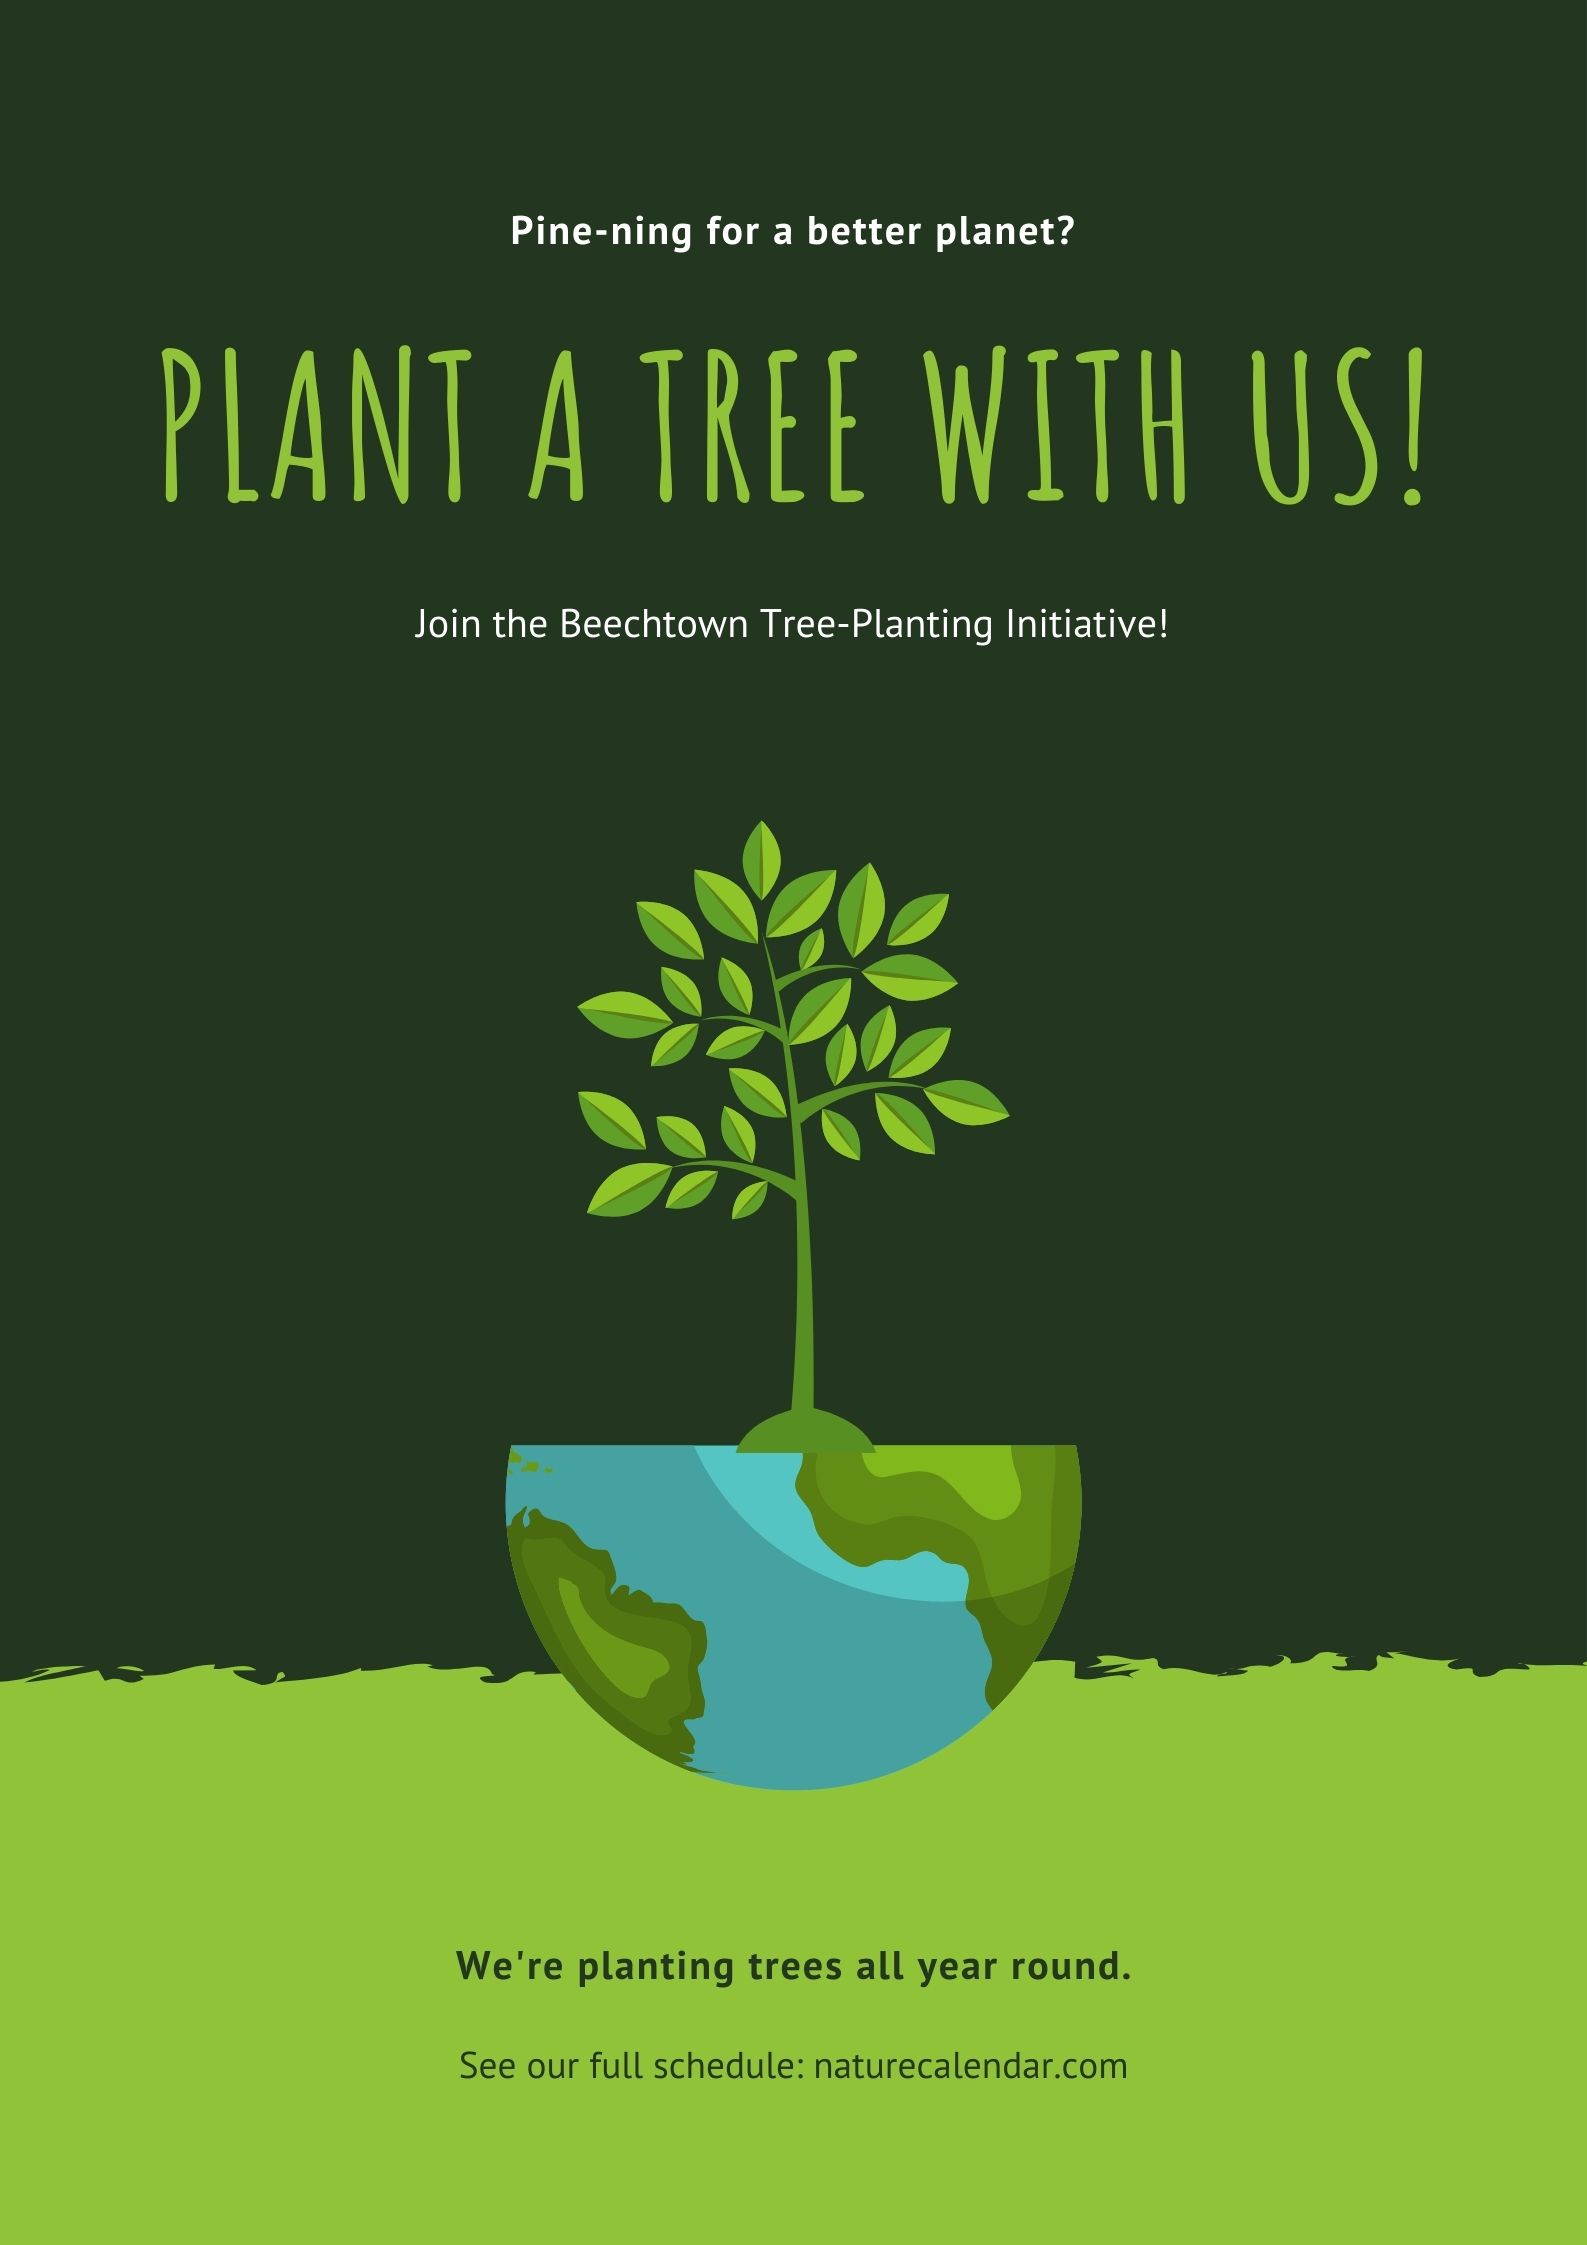 Pine-ning for a better planet?
PLANT A TREE WITH US!
Join the Beechtown Tree-Planting Initiative!
We're planting trees all year round.
See our full schedule: naturecalendar.com